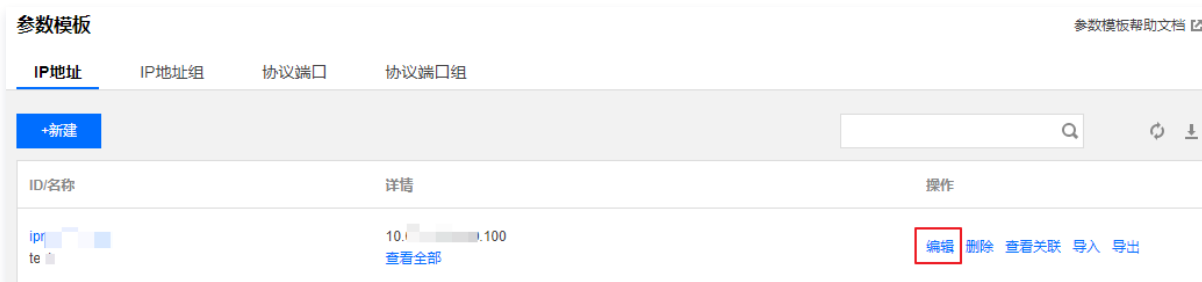 参数模板 参数模板帮助文档
IP地址 IP地址组 协议端口 协议端口组
+新建
ID/名称 详情 操作
ipr 10. .100 编辑 删除 查看关联 导入 导出
te 查看全部